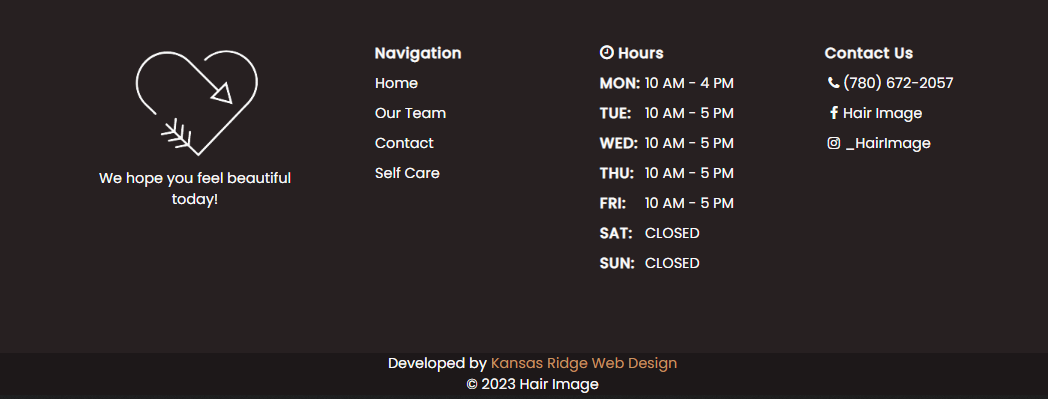 We hope you feel beautiful
today!
Navigation
Home
Our Team
Contact
Self Care
Hours
MON: 10 AM - 4 PM
TUE: 10 AM - 5 PM
WED: 10 AM - 5 PM
THU: 10 AM - 5 PM
FRI: 10 AM - 5 PM
SAT: CLOSED
SUN: CLOSED
Contact Us
(780) 672-2057
Hair Image
_HairImage
Developed by Kansas Ridge Web Design
© 2023 Hair Image